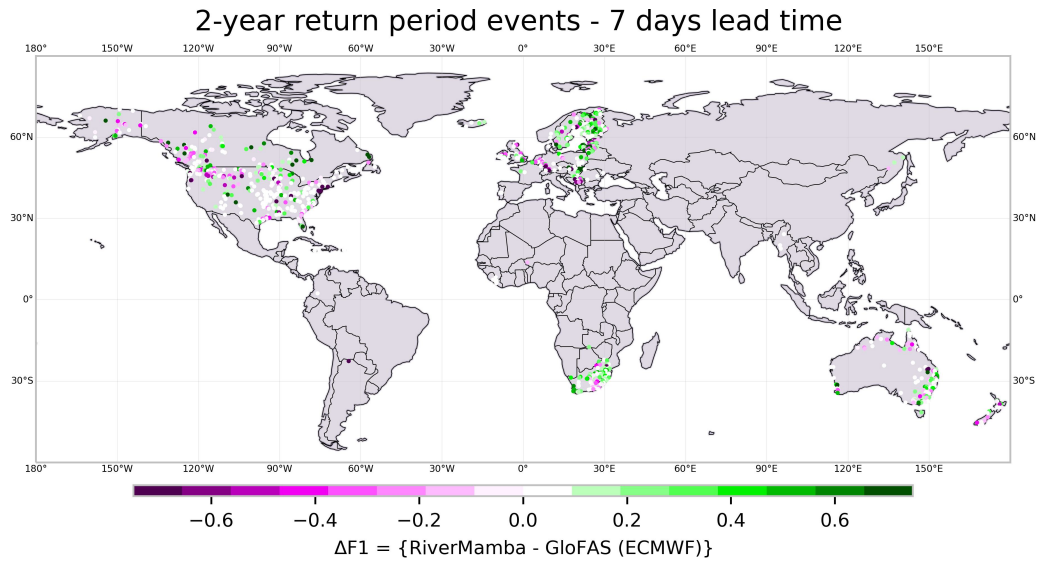 2-year return period events - 7 days lead time
180° 150°W 120°W 90°W 60°W 30°W 0° 30°E 60°E 90°E 120°E 150°E
60°N 60°N
30°N 30°N
0° 0°
30°S 30°S
180° 150°W 120°W 90°W 60°W 30°W 0° 30°E 60°E 90°E 120°E 150°E
−0.6 −0.4 −0.2 0.0 0.2 0.4 0.6
ΔF1 = {RiverMamba - GloFAS (ECMWF)}